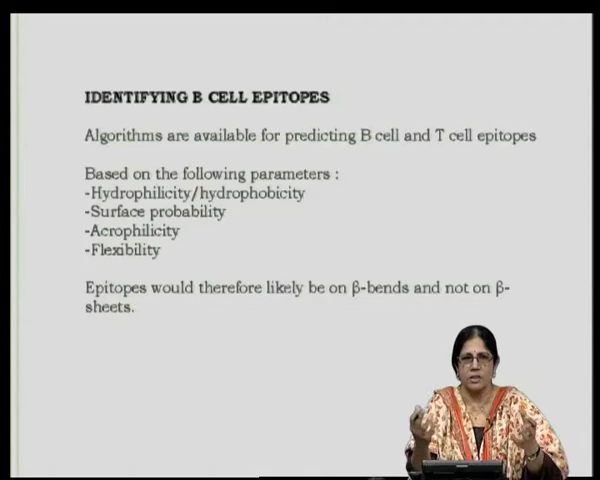 IDENTIFYING B CELL EPITOPES
Algorithms are available for predicting B cell and T cell epitopes
Based on the following parameters :
-Hydrophilicity/hydrophobicity
-Surface probability
-Acrophilicity
-Flexibility
Epitopes would therefore likely be on β-bends and not on β-
sheets.